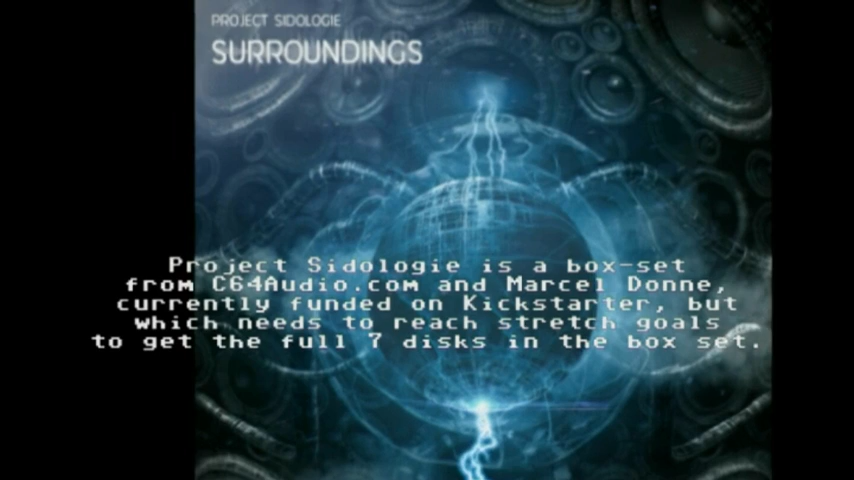 PROJECT SIDOLOGIE
SURROUNDINGS
Project Sidologie is a box-set
from C64Audio.com and Marcel Donne,
currently funded on Kickstarter, but
which needs to reach stretch goals
to get the full 7 disks in the box set.